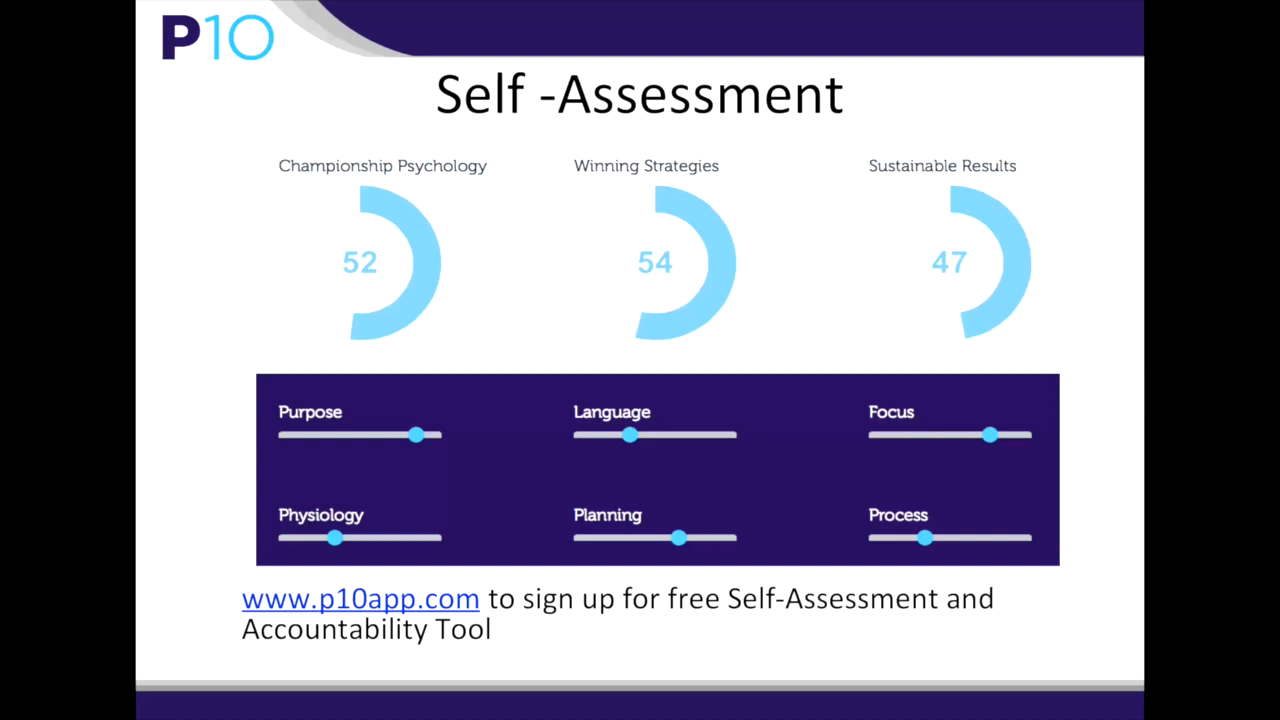 P10
Self -Assessment
Championship Psychology
Winning Strategies
Sustainable Results
52
54
47
Purpose
Language
Focus
Physiology
Planning
Process
www.p10app.com to sign up for free Self-Assessment and
Accountability Tool